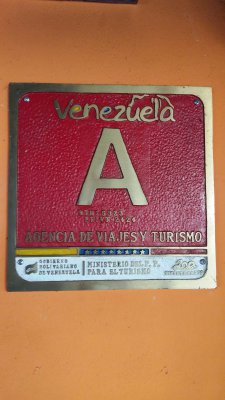 Venezuela
A
AGENCIA DE VIAJES Y TURISMO
GOBIERNO
BOLIVARIANO
DE VENEZUELA
MINISTERIO DEL P. P.
PARA EL TURISMO